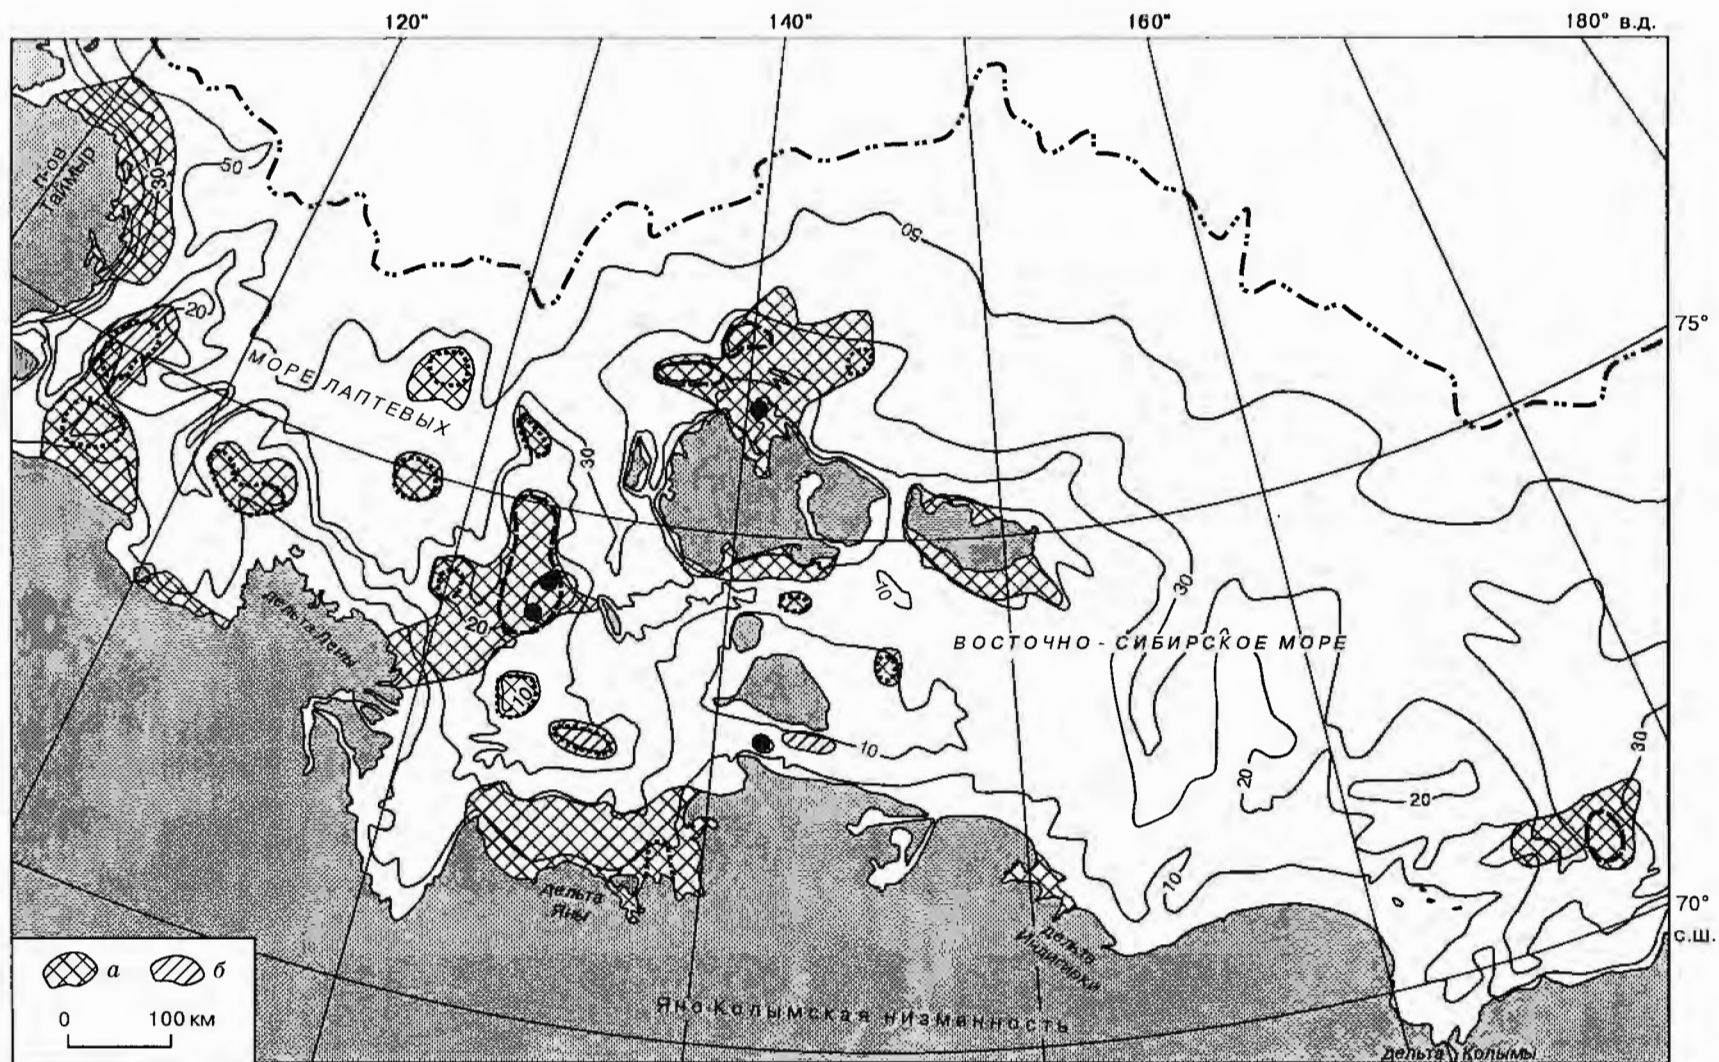 120°
140°
160°
180° в.д.
п-ов
Таймыр
30
50
50
20
75°
МОРЕ ЛАПТЕВЫХ
30
10
30
дельта Лены
20
ВОСТОЧНО-СИБИРСКОЕ МОРЕ
10
10
20
20
30
10
дельта
Яны
дельта
Индигирки
70°
с.ш.
а
б
0
100 км
Яно-Колымская низменность
дельта Колымы